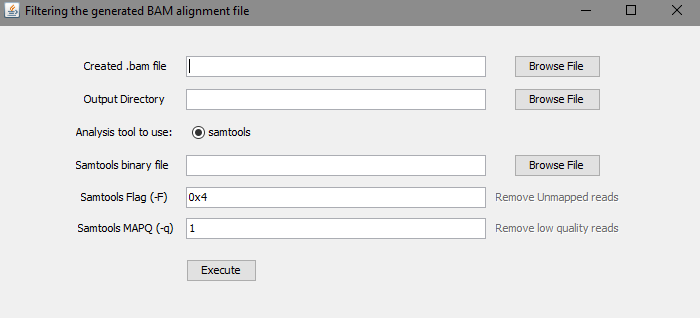 Filtering the generated BAM alignment file
Created .bam file Browse File
Output Directory Browse File
Analysis tool to use: samtools
Samtools binary file Browse File
Samtools Flag (-F) 0x4 Remove Unmapped reads
Samtools MAPQ (-q) 1 Remove low quality reads
Execute